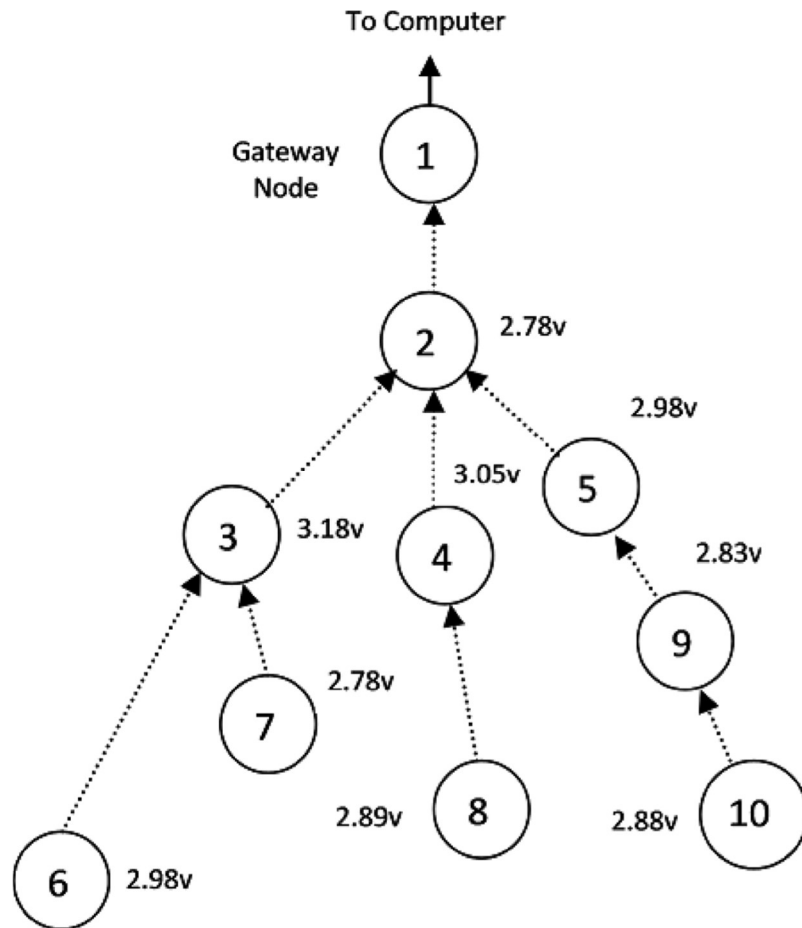 To Computer
Gateway
Node
1
2
2.78v
2.98v
5
3.05v
3
3.18v
4
2.83v
9
2.78v
7
2.89v
8
2.88v
10
6
2.98v